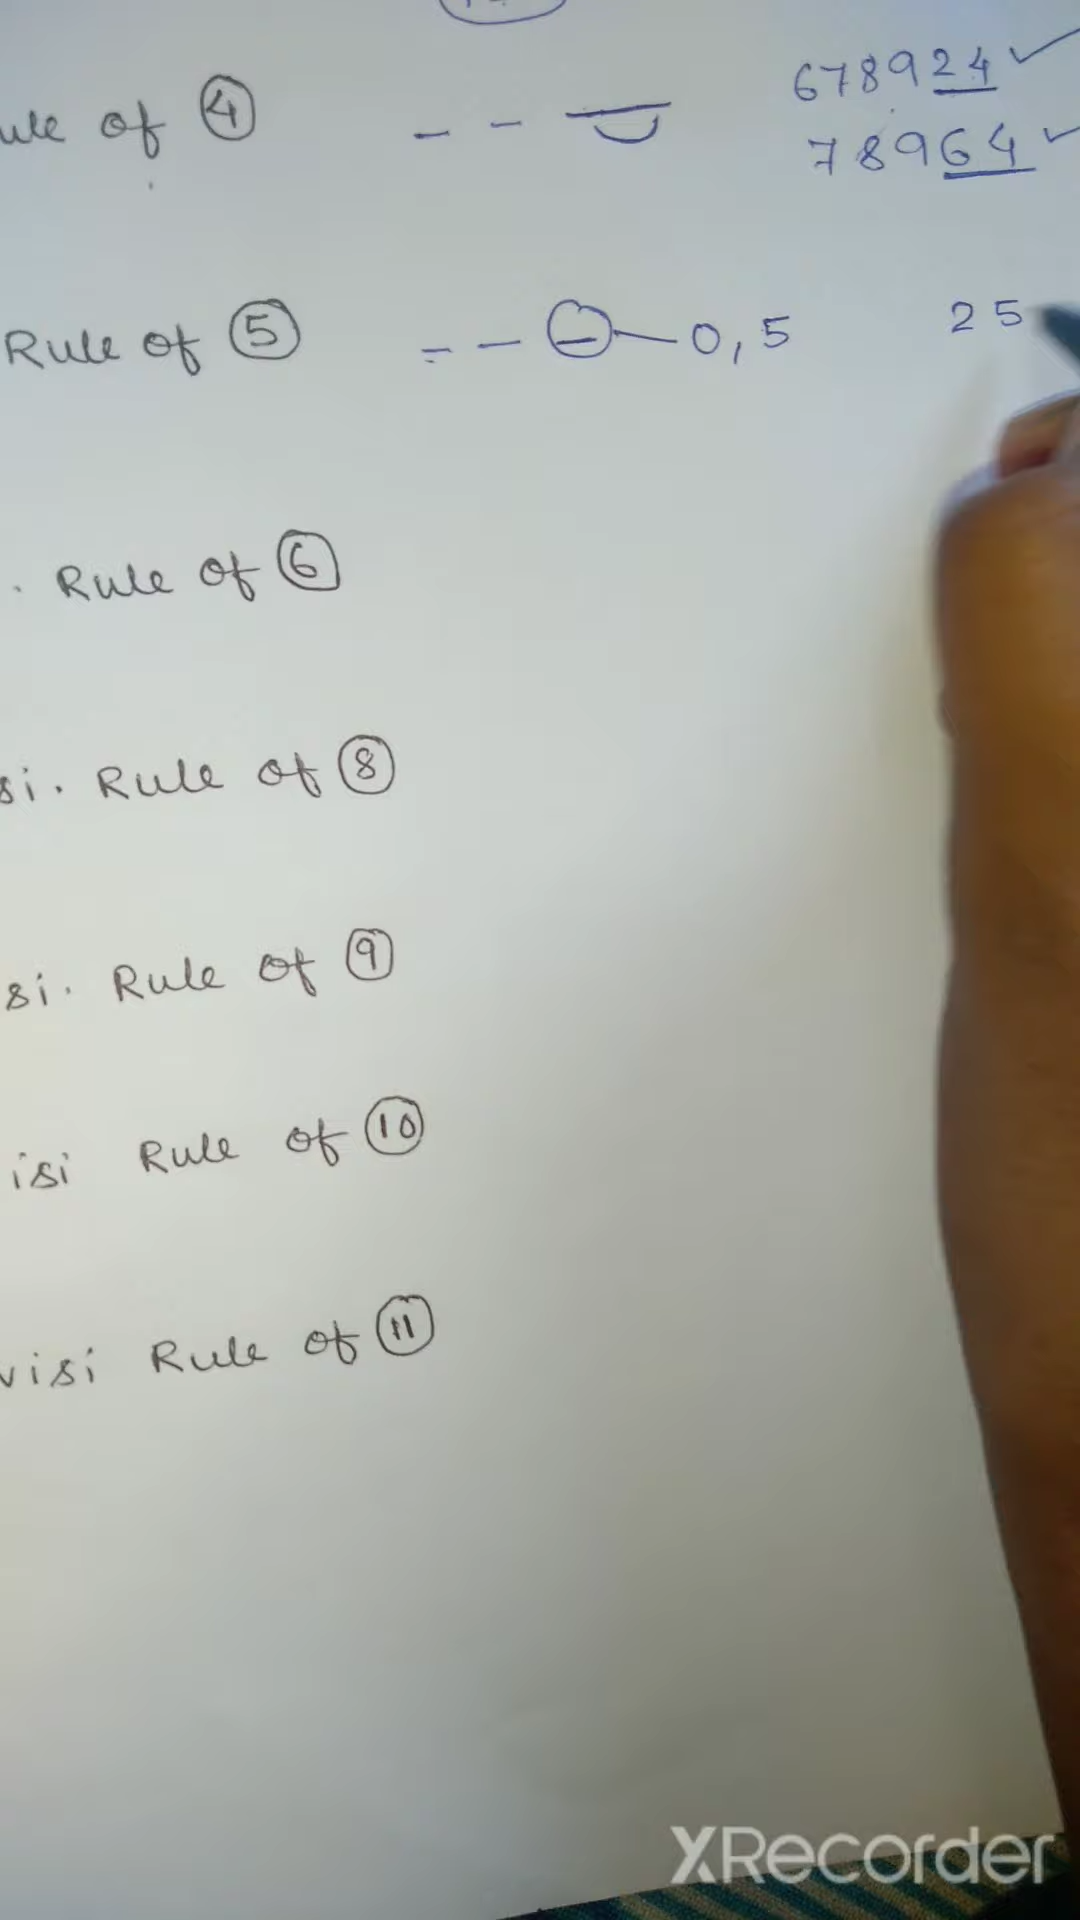 ule of 4 678924
78964
Rule of 5 0,5 25
. Rule of 6
si. Rule of 8
si. Rule of 9
isi Rule of 10
visi Rule of 11
XRecorder